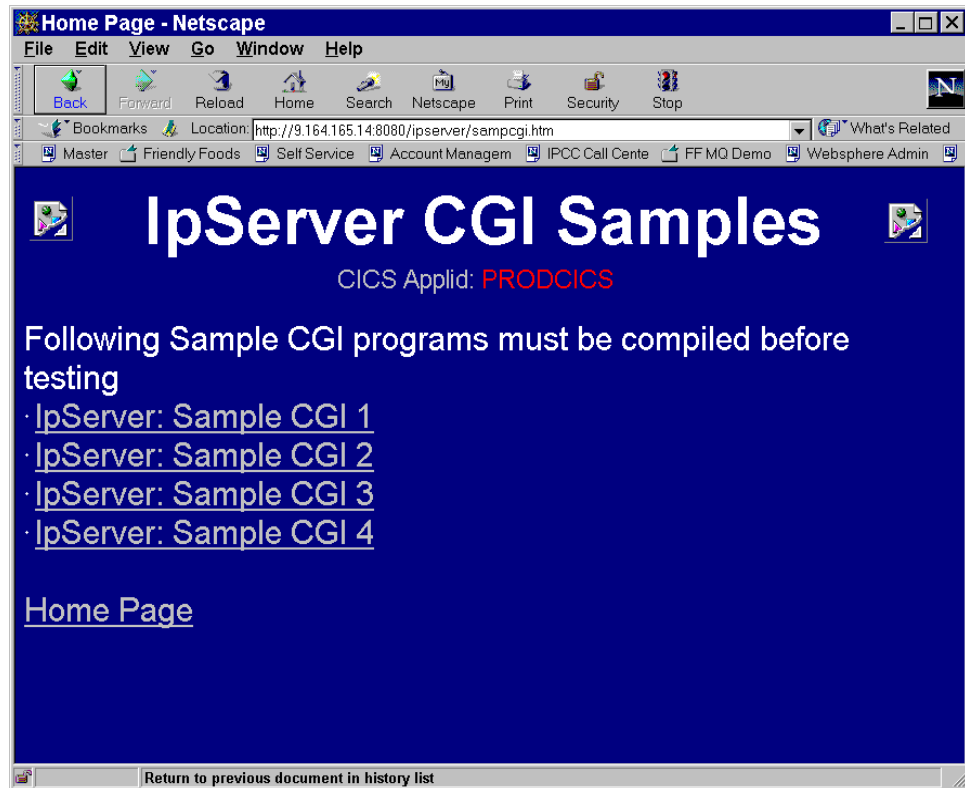 Home Page - Netscape
File Edit View Go Window Help
Back Forward Reload Home Search Netscape Print Security Stop
My
N
Bookmarks Location: http://9.164.165.14:8080/ipserver/sampcgi.htm What's Related
Master Friendly Foods Self Service Account Managem IPCC Call Cente FF MQ Demo Websphere Admin
IpServer CGI Samples
CICS Applid: PRODCICS
Following Sample CGI programs must be compiled before
testing
· IpServer: Sample CGI 1
· IpServer: Sample CGI 2
· IpServer: Sample CGI 3
· IpServer: Sample CGI 4
Home Page
Return to previous document in history list